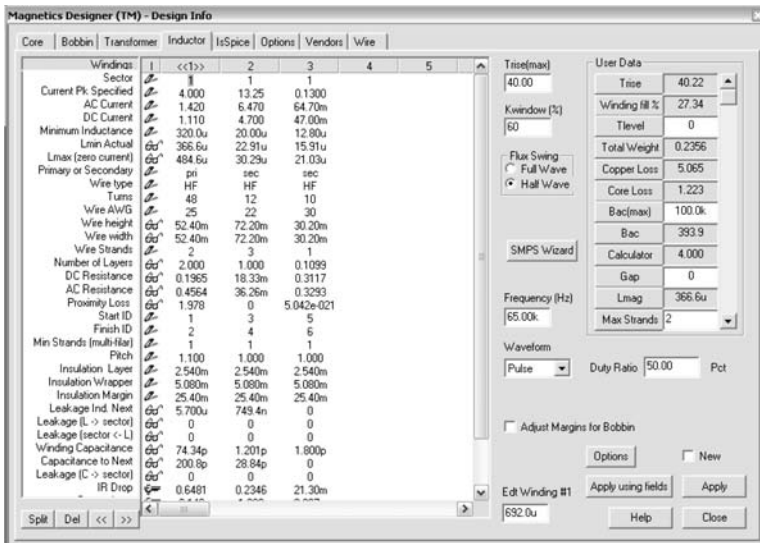 Magnetics Designer (TM) - Design Info
Core Bobbin Transformer Inductor IsSpice Options Vendors Wire
Windings I <<1>> 2 3 4 5
Sector 1 1 1
Current Pk Specified 4.000 13.25 0.1300
AC Current 1.420 6.470 64.70m
DC Current 1.110 4.700 47.00m
Minimum Inductance 320.0u 20.00u 12.80u
Lmin Actual 366.6u 22.91u 15.91u
Lmax (zero current) 484.6u 30.29u 21.03u
Primary or Secondary pri sec sec
Wire type HF HF HF
Turns 48 12 10
Wire AWG 25 22 30
Wire height 52.40m 72.20m 30.20m
Wire width 52.40m 72.20m 30.20m
Wire Strands 2 3 1
Number of Layers 2.000 1.000 0.1099
DC Resistance 0.1965 18.33m 0.3117
AC Resistance 0.4564 36.26m 0.3293
Proximity Loss 1.978 0 5.042e-021
Start ID 1 3 5
Finish ID 2 4 6
Min Strands (multi-filar) 1 1 1
Pitch 1.100 1.000 1.000
Insulation Layer 2.540m 2.540m 2.540m
Insulation Wrapper 5.080m 5.080m 5.080m
Insulation Margin 25.40m 25.40m 25.40m
Leakage Ind. Next 5.700u 749.4n 0
Leakage (L -> sector) 0 0 0
Leakage (sector <- L) 0 0 0
Winding Capacitance 74.34p 1.201p 1.800p
Capacitance to Next 200.8p 28.84p 0
Leakage (C -> sector) 0 0 0
IR Drop 0.6481 0.2346 21.30m
Split Del << >>
Trise(max)
40.00
Kwindow (%)
60
Flux Swing
Full Wave
Half Wave
SMPS Wizard
Frequency (Hz)
65.00k
Waveform
Pulse
Duty Ratio 50.00 Pct
User Data
Trise 40.22
Winding fill % 27.34
Tlevel 0
Total Weight 0.2356
Copper Loss 5.065
Core Loss 1.223
Bac(max) 100.0k
Bac 393.9
Calculator 4.000
Gap 0
Lmag 366.6u
Max Strands 2
Adjust Margins for Bobbin
Options New
Edt Winding #1 Apply using fields Apply
692.0u Help Close